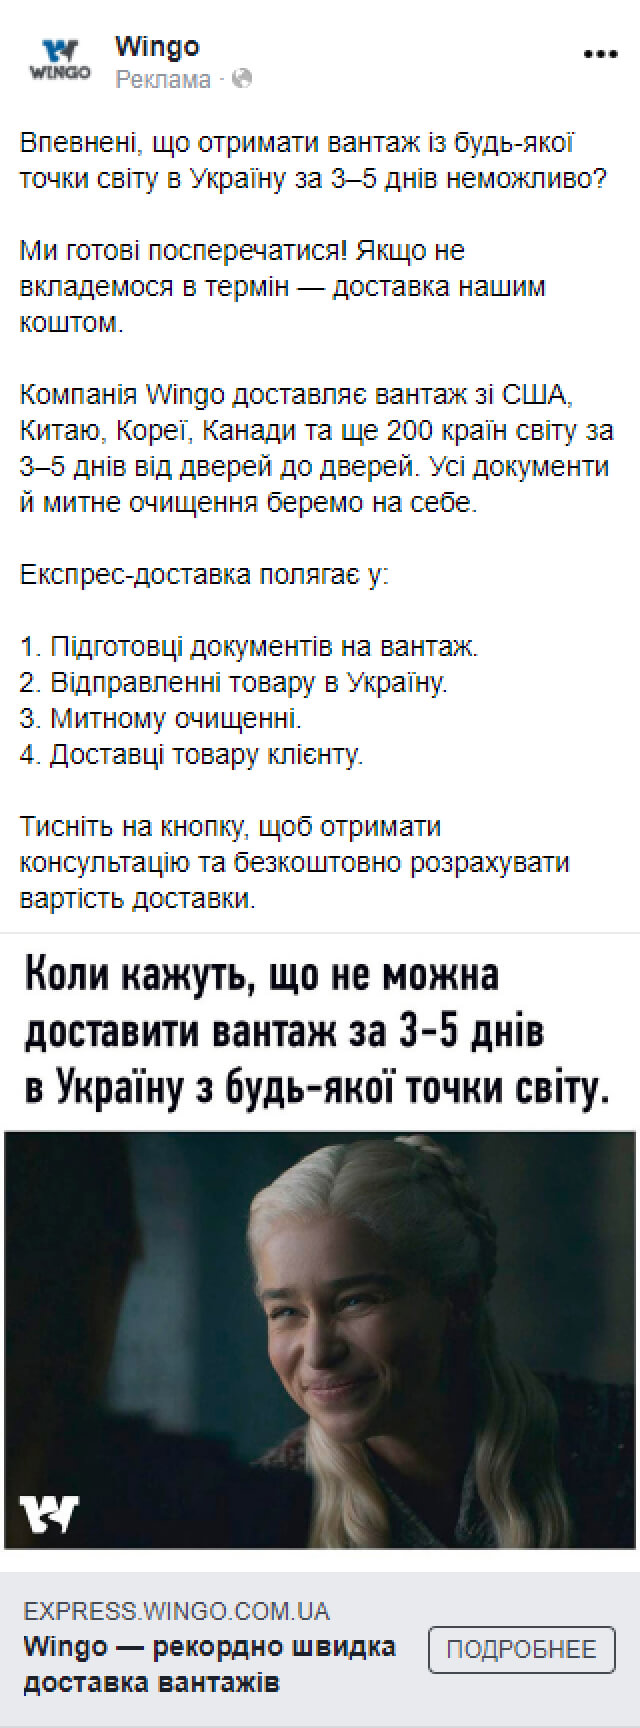 WINGO
Wingo
Реклама ·
Впевнені, що отримати вантаж із будь-якої
точки світу в Україну за 3–5 днів неможливо?
Ми готові посперечатися! Якщо не
вкладемося в термін — доставка нашим
коштом.
Компанія Wingo доставляє вантаж зі США,
Китаю, Кореї, Канади та ще 200 країн світу за
3–5 днів від дверей до дверей. Усі документи
й митне очищення беремо на себе.
Експрес-доставка полягає у:
1. Підготовці документів на вантаж.
2. Відправленні товару в Україну.
3. Митному очищенні.
4. Доставці товару клієнту.
Тисніть на кнопку, щоб отримати
консультацію та безкоштовно розрахувати
вартість доставки.
Коли кажуть, що не можна
доставити вантаж за 3-5 днів
в Україну з будь-якої точки світу.
W
EXPRESS.WINGO.COM.UA
Wingo — рекордно швидка
доставка вантажів
ПОДРОБНЕЕ